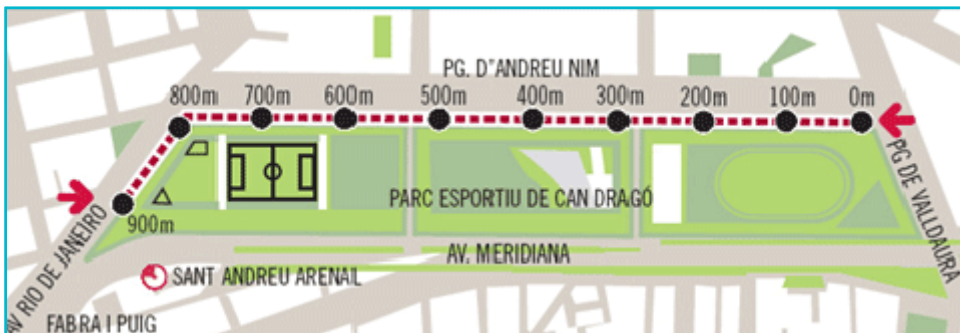 PG. D'ANDREU NIM
800m 700m 600m 500m 400m 300m 200m 100m 0m
PG DE VALLDAURA
PARC ESPORTIU DE CAN DRAGÓ
900m
AV RIO DE JANEIRO
AV. MERIDIANA
SANT ANDREU ARENAIL
FABRA I PUIG